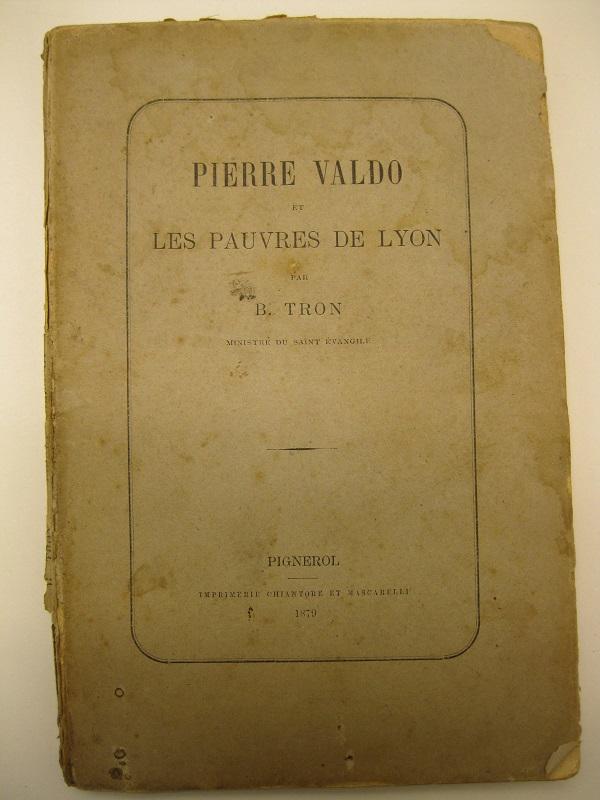 PIERRE VALDO
ET
LES PAUVRES DE LYON
PAR
B. TRON
MINISTRE DU SAINT ÉVANGILE
PIGNEROL
IMPRIMERIE CHIANTORE ET MASCARELLI
1879